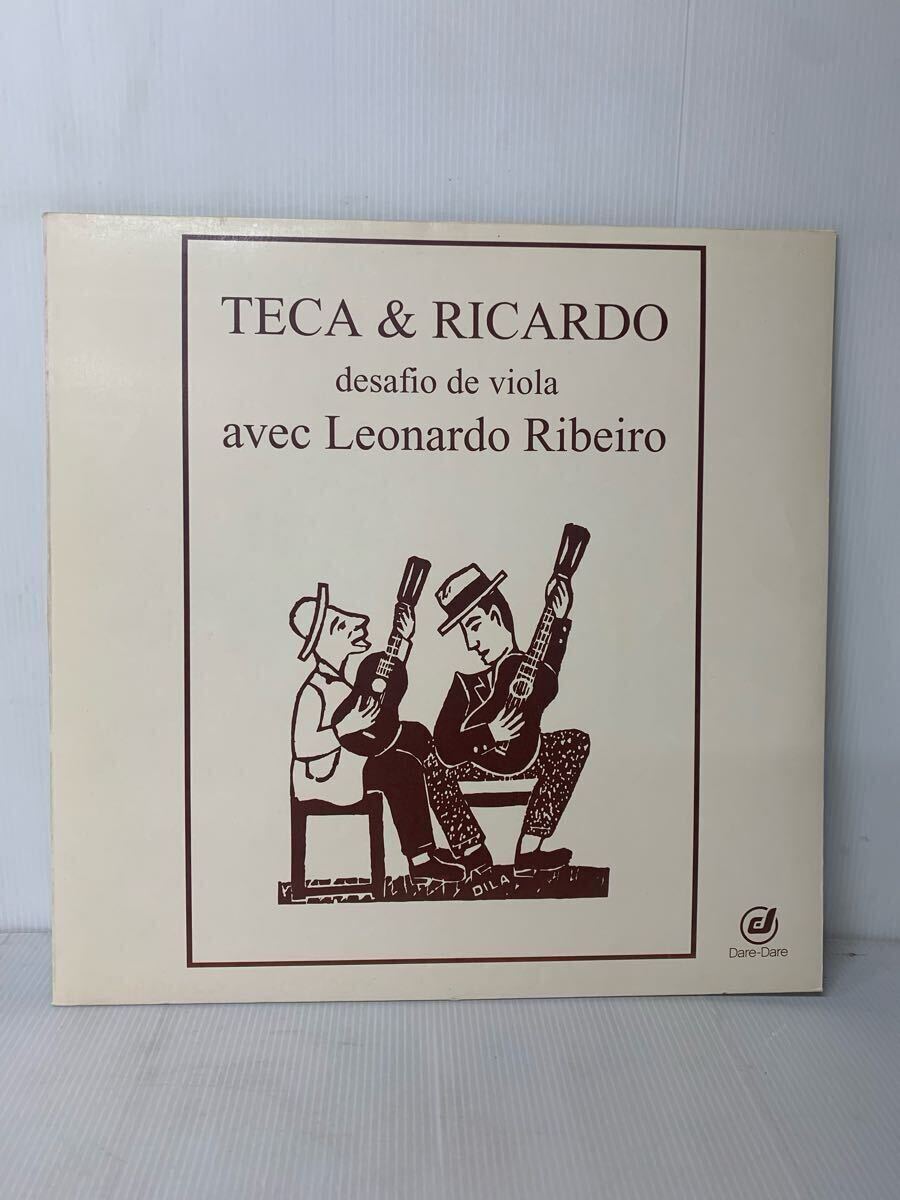 TECA & RICARDO
desafio de viola
avec Leonardo Ribeiro
DILA
d
Dare-Dare